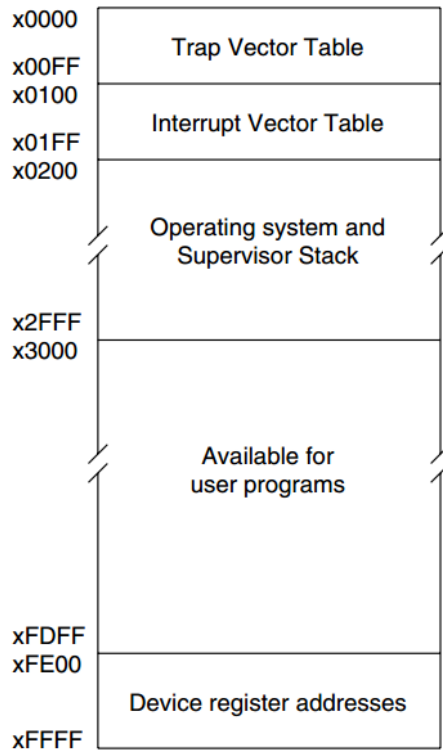 x0000
Trap Vector Table
x00FF
x0100
Interrupt Vector Table
x01FF
x0200
Operating system and
Supervisor Stack
x2FFF
x3000
Available for
user programs
xFDFF
xFE00
Device register addresses
xFFFF